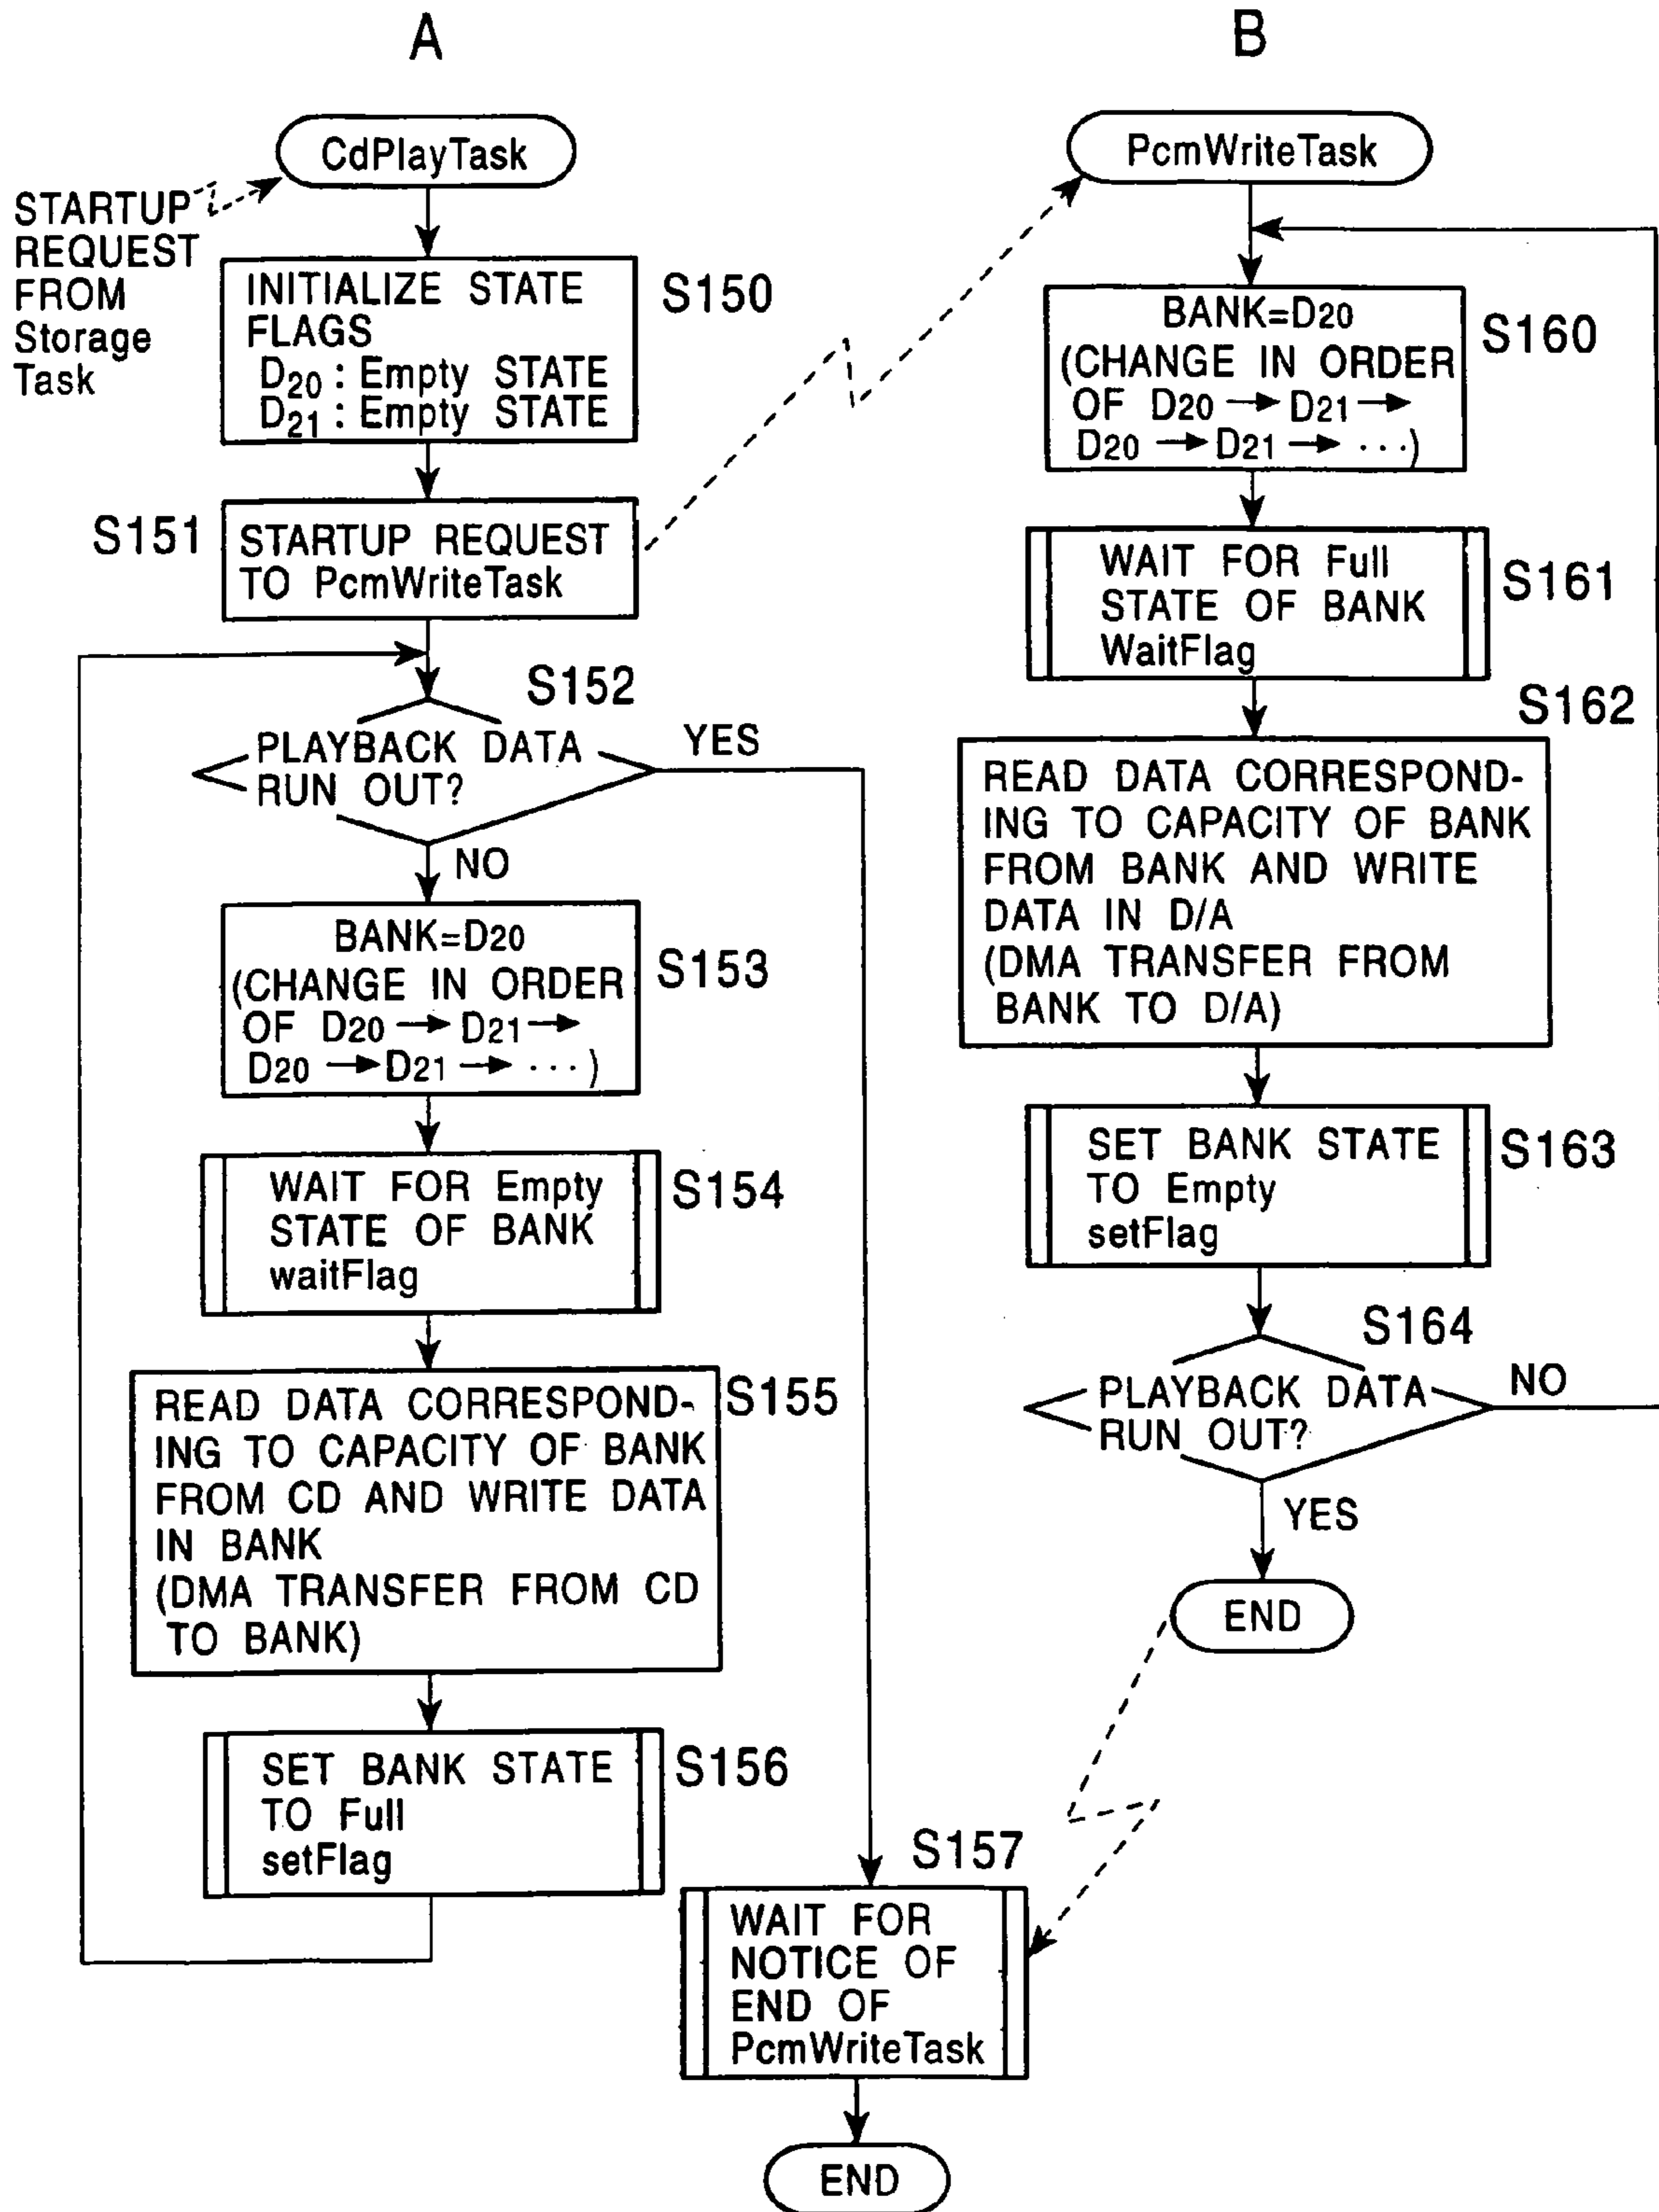 A
CdPlayTask
STARTUP
REQUEST
FROM
Storage
Task
INITIALIZE STATE
FLAGS
D20 : Empty STATE
D21 : Empty STATE
S150
S151
STARTUP REQUEST
TO PcmWriteTask
S152
PLAYBACK DATA
RUN OUT?
YES
NO
BANK=D20
(CHANGE IN ORDER
OF D20 → D21 →
D20 → D21 → ···)
S153
WAIT FOR Empty
STATE OF BANK
waitFlag
S154
READ DATA CORRESPOND-
ING TO CAPACITY OF BANK
FROM CD AND WRITE DATA
IN BANK
(DMA TRANSFER FROM CD
TO BANK)
S155
SET BANK STATE
TO Full
setFlag
S156
S157
WAIT FOR
NOTICE OF
END OF
PcmWriteTask
END
B
PcmWriteTask
BANK=D20
(CHANGE IN ORDER
OF D20 → D21 →
D20 → D21 → ···)
S160
WAIT FOR Full
STATE OF BANK
WaitFlag
S161
S162
READ DATA CORRESPOND-
ING TO CAPACITY OF BANK
FROM BANK AND WRITE
DATA IN D/A
(DMA TRANSFER FROM
BANK TO D/A)
SET BANK STATE
TO Empty
setFlag
S163
S164
PLAYBACK DATA
RUN OUT?
NO
YES
END